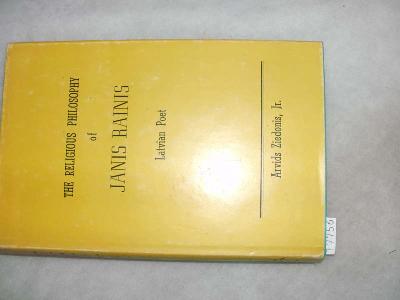 THE RELIGIOUS PHILOSOPHY
of
JANIS RAINIS
Latvian Poet
Arvids Ziedonis, Jr.